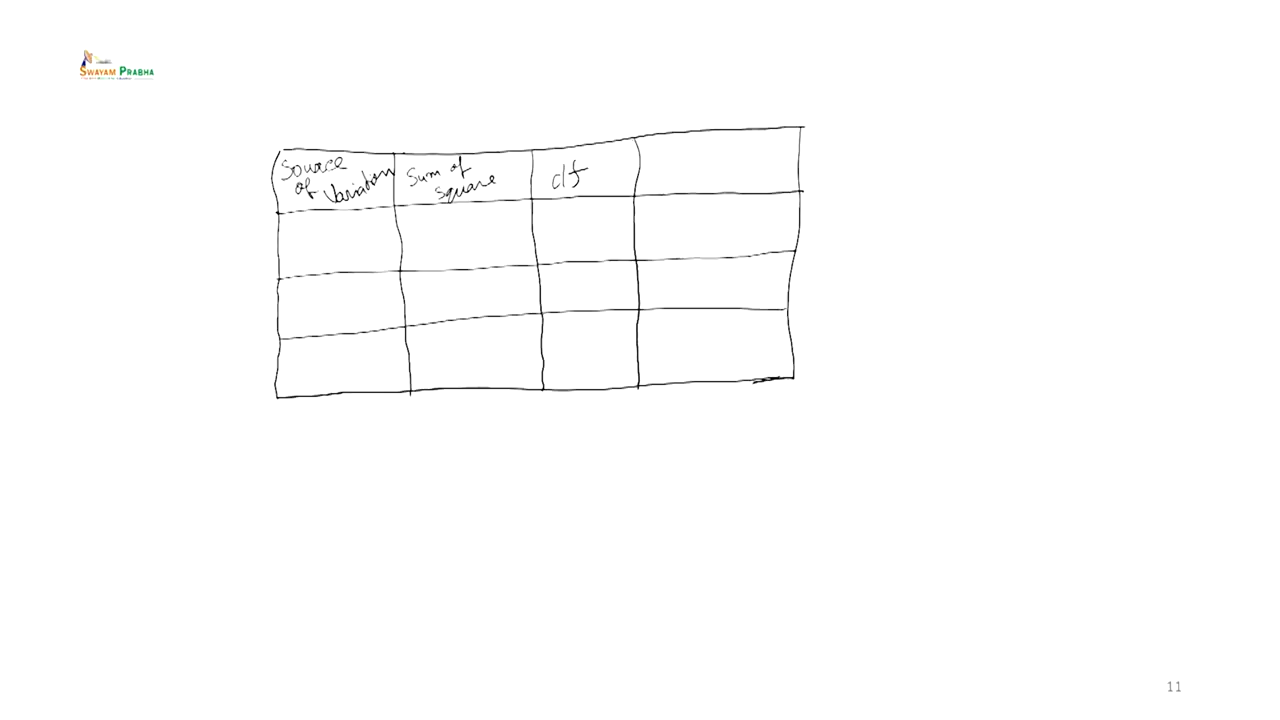 SWAYAM PRABHA
Source
of Variation
Sum of
square
df
11